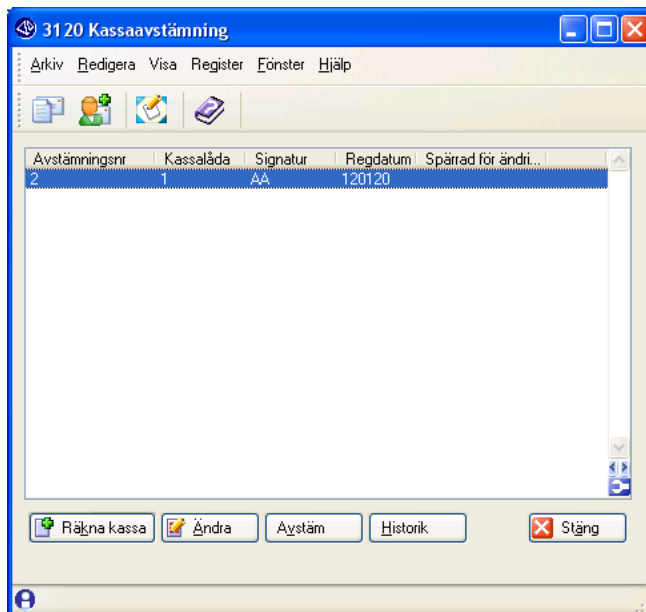 3120 Kassaavstämning
Arkiv Redigera Visa Register Fönster Hjälp
Avstämningsnr Kassalåda Signatur Regdatum Spärrad för ändri...
2 1 AA 120120
Räkna kassa Ändra Avstäm Historik Stäng